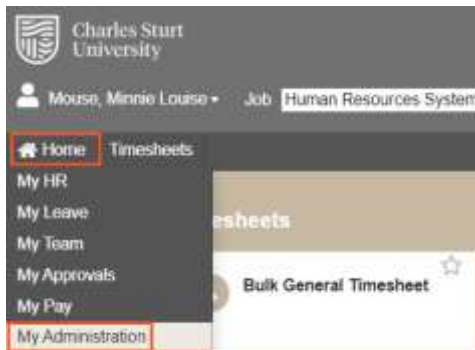 Charles Sturt
University
Mouse, Minnie Louise
Job
Human Resources System
Home
Timesheets
My HR
My Leave
My Team
My Approvals
My Pay
My Administration
esheets
Bulk General Timesheet